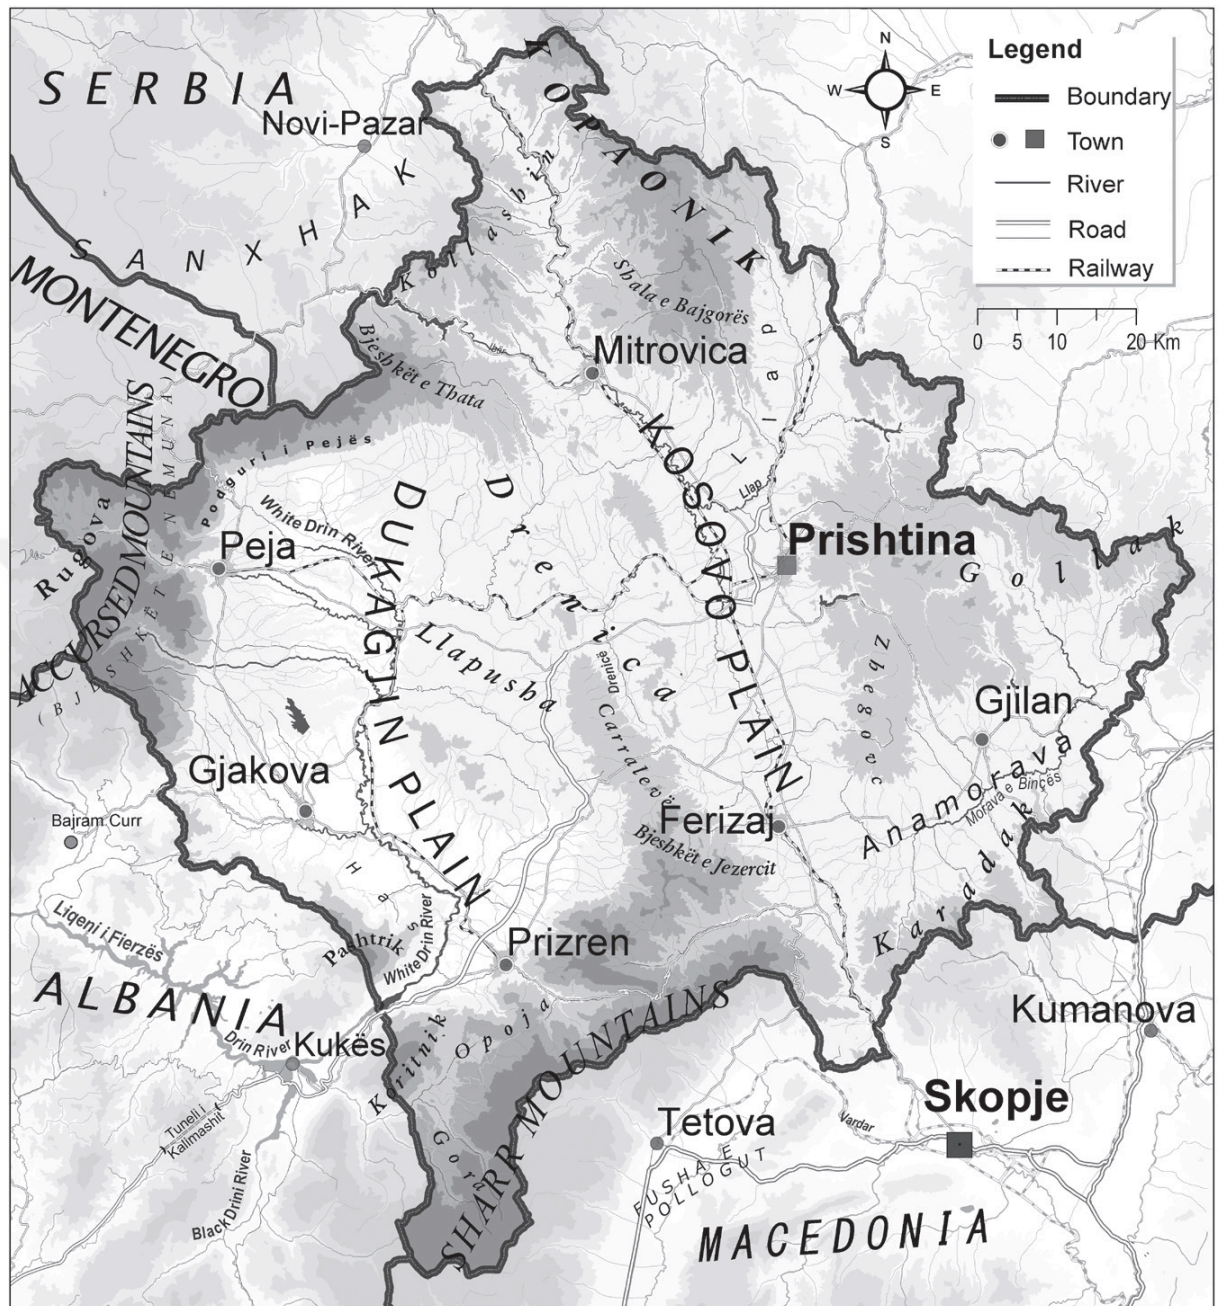 Legend
Boundary
Town
River
Road
Railway
N
W
E
S
0 5 10 20 Km
SERBIA
Novi-Pazar
SANXHAK
MONTENEGRO
KOPAONIK
Kollashin
Shala e Bajgorës
Bjeshkët e Thata
Ibër
Mitrovica
Llap
Llap
Podguri i Pejës
White Drin River
Peja
Rugova
ACCURSED MOUNTAINS
(BJESHKËT E NEMUNA)
DUKAGJIN PLAIN
Drenica
KOSOVO PLAIN
Prishtina
Gollak
Llapusha
Drenicë
Carralevë
Zhegovc
Gjilan
Gjakova
Anamorava
Morava e Binçës
Ferizaj
Bjeshkët e Jezercit
Karadak
Bajram Curr
Has
White Drin River
Pashtrik
Liqeni i Fierzës
Prizren
ALBANIA
Drin River
Kukës
Koritnik
Opoja
SHARR MOUNTAINS
Gora
Tuneli i
Kalimashit
Black Drini River
Kumanova
Skopje
Tetova
Vardar
FUSHA E
POLLOGUT
MACEDONIA